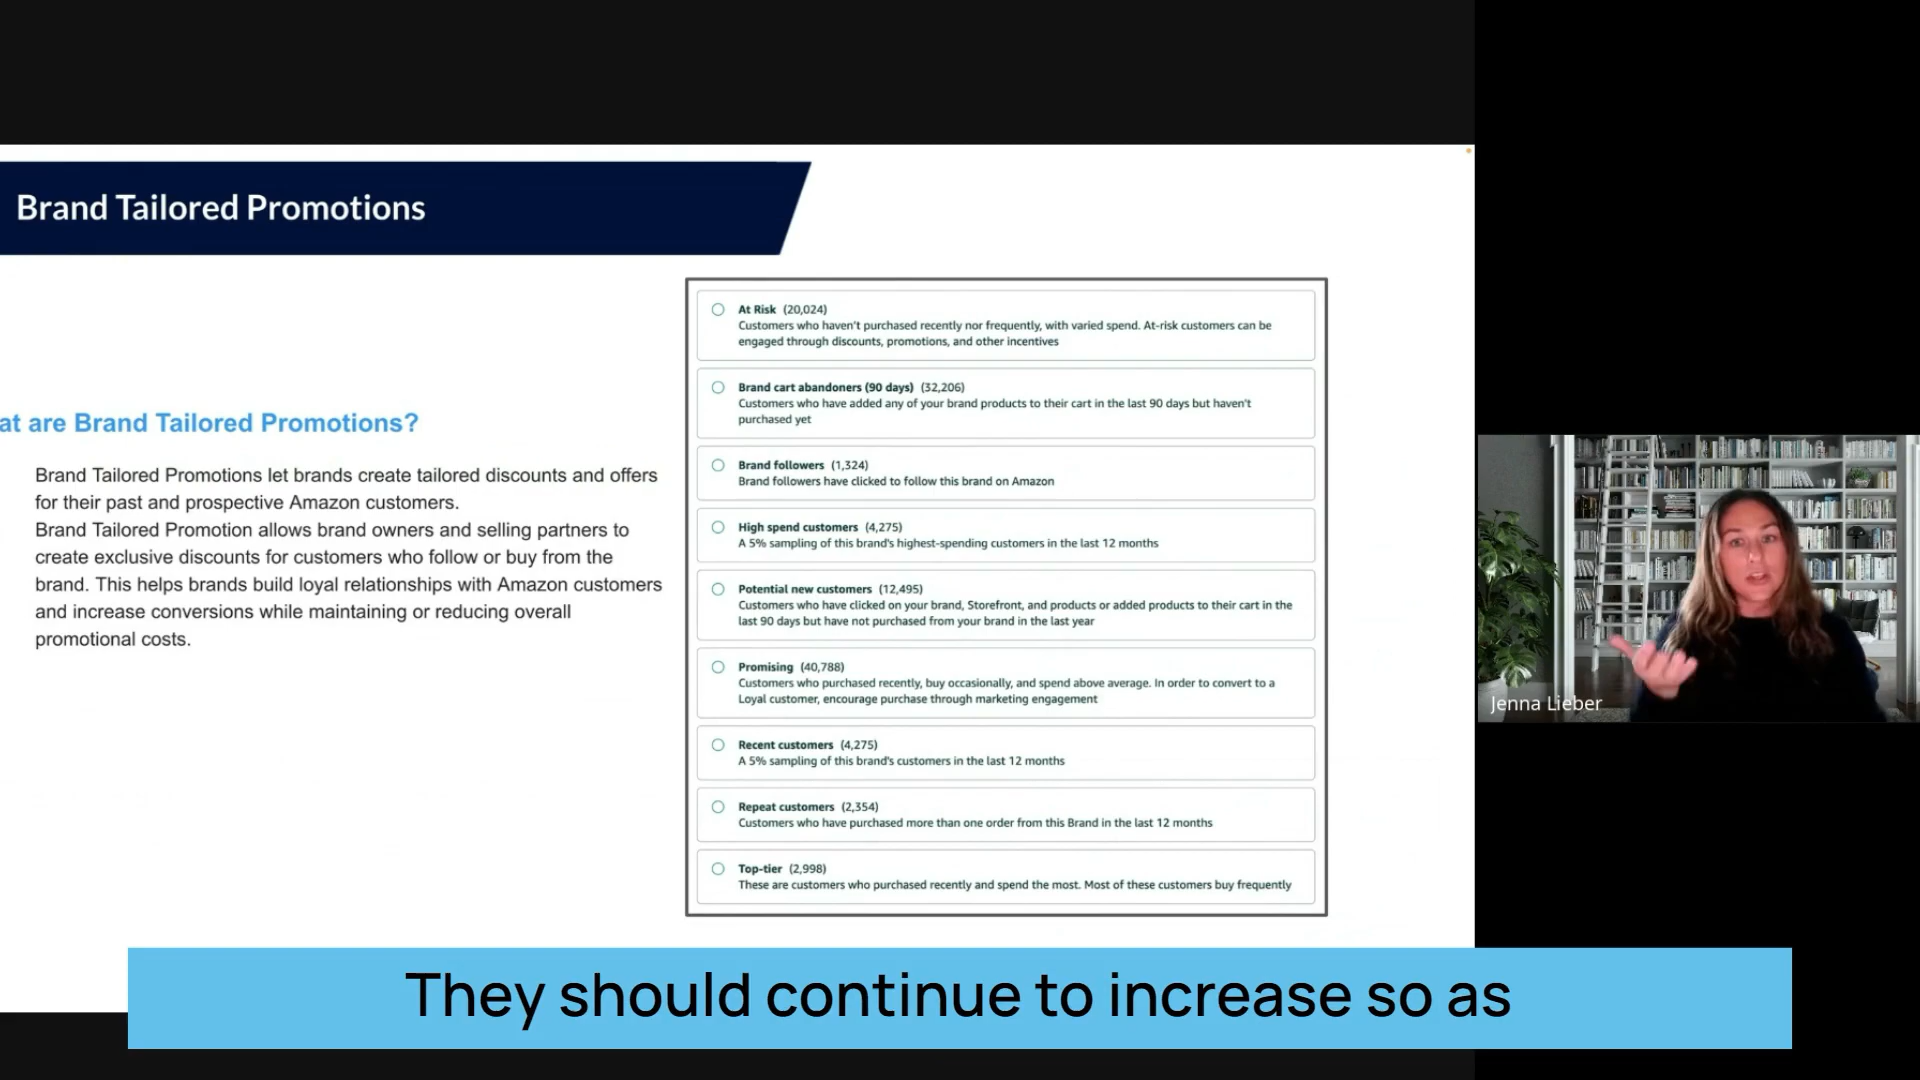 Brand Tailored Promotions
at are Brand Tailored Promotions?
Brand Tailored Promotions let brands create tailored discounts and offers
for their past and prospective Amazon customers.
Brand Tailored Promotion allows brand owners and selling partners to
create exclusive discounts for customers who follow or buy from the
brand. This helps brands build loyal relationships with Amazon customers
and increase conversions while maintaining or reducing overall
promotional costs.
At Risk (20,024)
Customers who haven't purchased recently nor frequently, with varied spend. At-risk customers can be
engaged through discounts, promotions, and other incentives
Brand cart abandoners (90 days) (32,206)
Customers who have added any of your brand products to their cart in the last 90 days but haven't
purchased yet
Brand followers (1,324)
Brand followers have clicked to follow this brand on Amazon
High spend customers (4,275)
A 5% sampling of this brand's highest-spending customers in the last 12 months
Potential new customers (12,495)
Customers who have clicked on your brand, Storefront, and products or added products to their cart in the
last 90 days but have not purchased from your brand in the last year
Promising (40,788)
Customers who purchased recently, buy occasionally, and spend above average. In order to convert to a
Loyal customer, encourage purchase through marketing engagement
Recent customers (4,275)
A 5% sampling of this brand's customers in the last 12 months
Repeat customers (2,354)
Customers who have purchased more than one order from this Brand in the last 12 months
Top-tier (2,998)
These are customers who purchased recently and spend the most. Most of these customers buy frequently
Jenna Lieber
They should continue to increase so as